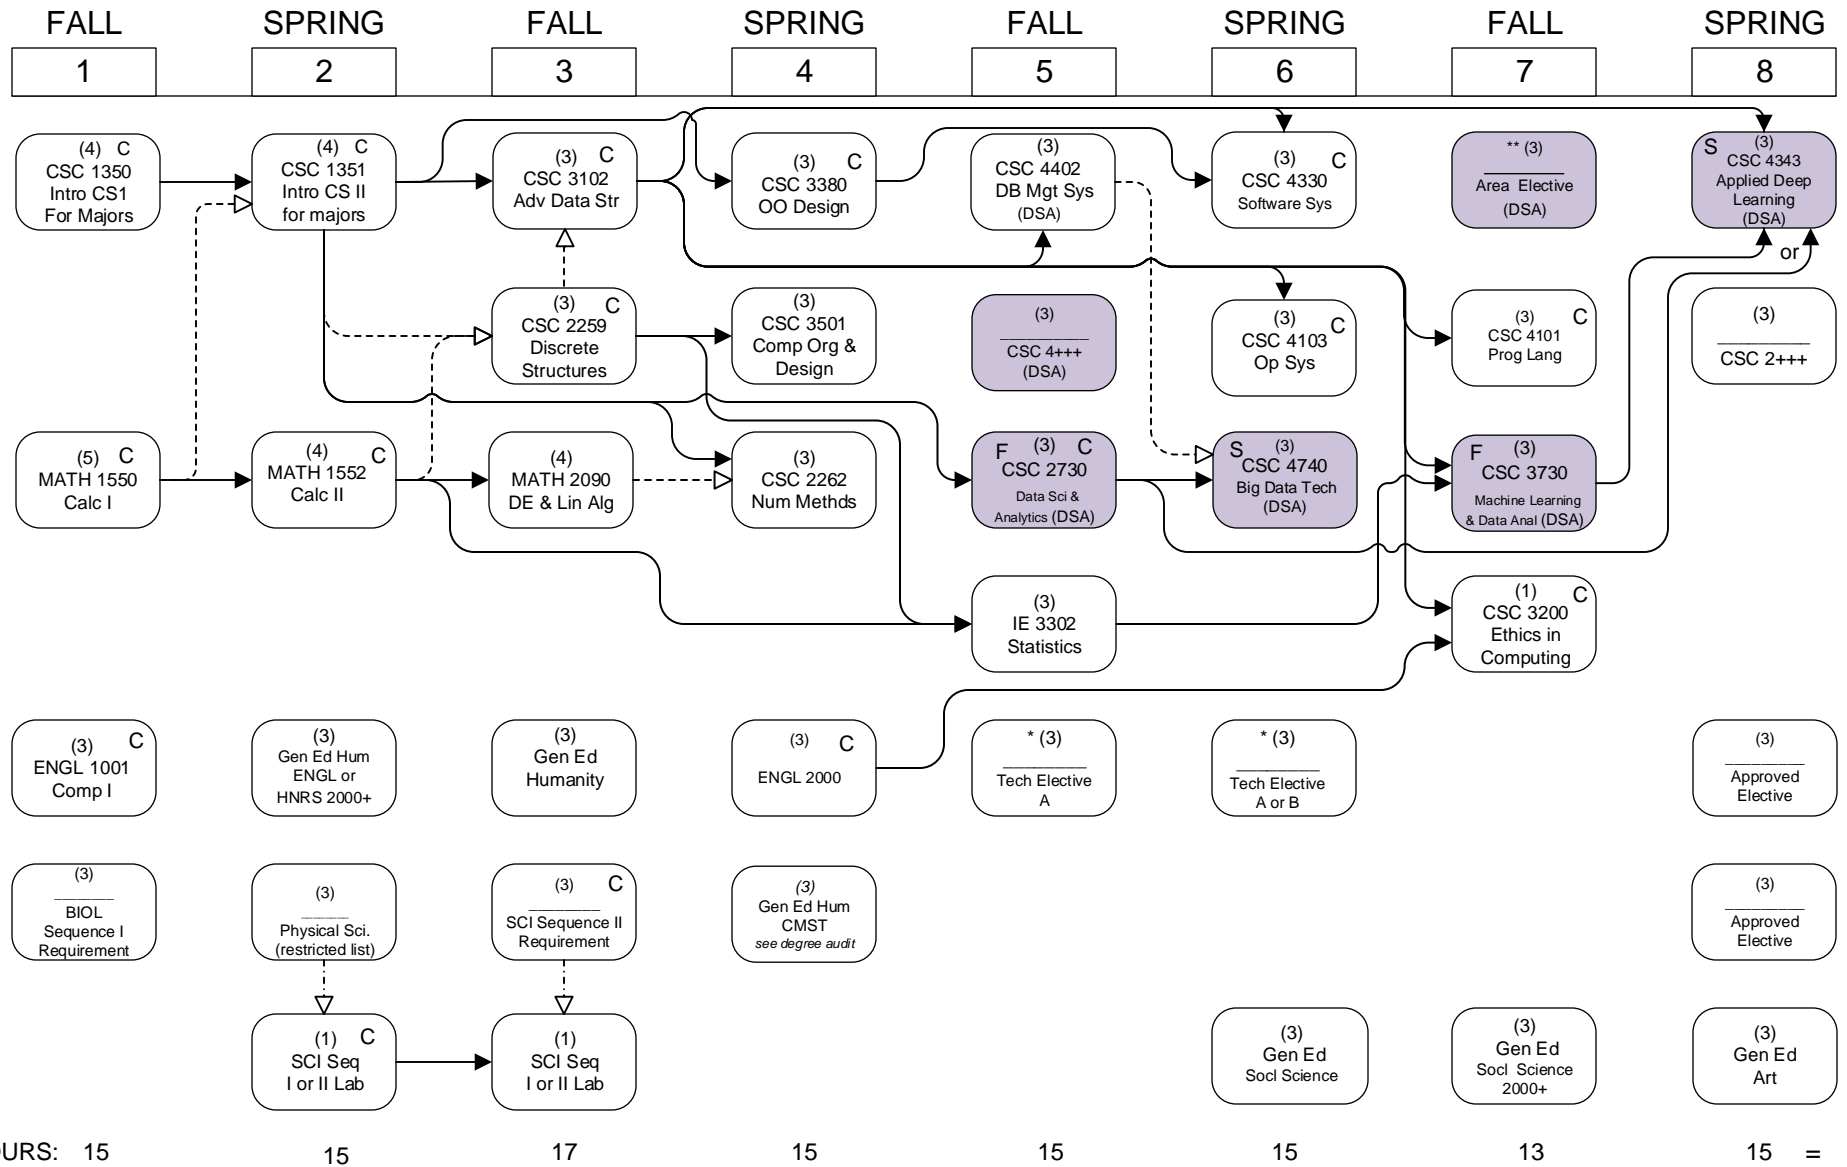 FALL
SPRING
FALL
SPRING
FALL
SPRING
FALL
SPRING
1
2
3
4
5
6
7
8
(4) C
CSC 1350
Intro CS1
For Majors
(4) C
CSC 1351
Intro CS II
for majors
(3) C
CSC 3102
Adv Data Str
(3) C
CSC 3380
OO Design
(3)
CSC 4402
DB Mgt Sys
(DSA)
(3) C
CSC 4330
Software Sys
** (3)
Area Elective
(DSA)
S (3)
CSC 4343
Applied Deep
Learning
(DSA)
or
(3) C
CSC 2259
Discrete
Structures
(3)
CSC 3501
Comp Org &
Design
(3)
CSC 4+++
(DSA)
(3) C
CSC 4103
Op Sys
(3) C
CSC 4101
Prog Lang
(3)
CSC 2+++
(5) C
MATH 1550
Calc I
(4) C
MATH 1552
Calc II
(4)
MATH 2090
DE & Lin Alg
(3)
CSC 2262
Num Methds
F (3) C
CSC 2730
Data Sci &
Analytics (DSA)
S (3)
CSC 4740
Big Data Tech
(DSA)
F (3)
CSC 3730
Machine Learning
& Data Anal (DSA)
(3)
IE 3302
Statistics
(1) C
CSC 3200
Ethics in
Computing
(3) C
ENGL 1001
Comp I
(3)
Gen Ed Hum
ENGL or
HNRS 2000+
(3)
Gen Ed
Humanity
(3) C
ENGL 2000
* (3)
Tech Elective
A
* (3)
Tech Elective
A or B
(3)
Approved
Elective
(3)
BIOL
Sequence I
Requirement
(3)
Physical Sci.
(restricted list)
(3) C
SCI Sequence II
Requirement
(3)
Gen Ed Hum
CMST
see degree audit
(3)
Approved
Elective
(1) C
SCI Seq
I or II Lab
(1)
SCI Seq
I or II Lab
(3)
Gen Ed
Socl Science
(3)
Gen Ed
Socl Science
2000+
(3)
Gen Ed
Art
OURS: 15 15 17 15 15 15 13 15 =